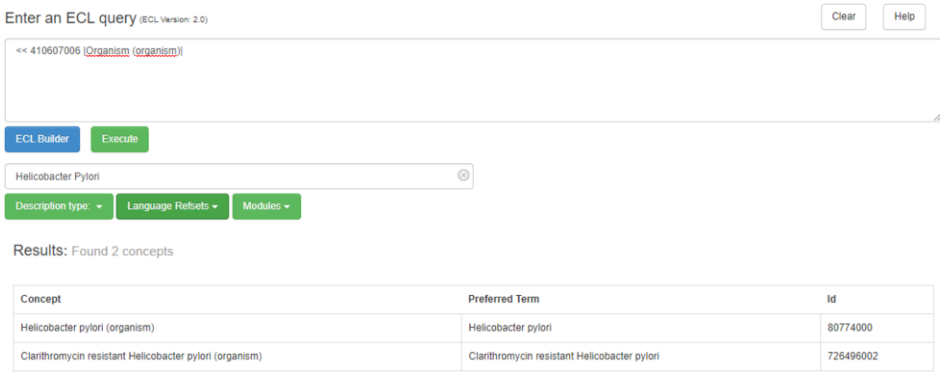 Enter an ECL query (ECL Version: 2.0)
Clear
Help
<< 410607006 |Organism (organism)|
ECL Builder
Execute
Helicobacter Pylori
Description type:
Language Refsets
Modules
Results: Found 2 concepts
Concept Preferred Term Id
Helicobacter pylori (organism) Helicobacter pylori 80774000
Clarithromycin resistant Helicobacter pylori (organism) Clarithromycin resistant Helicobacter pylori 726496002